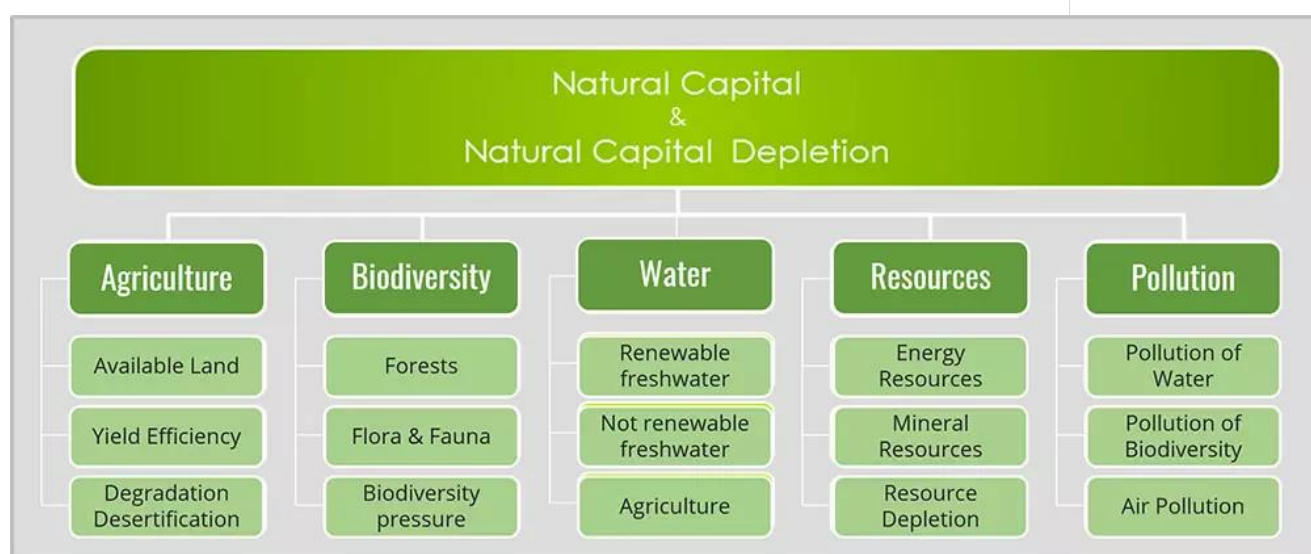 Natural Capital
&
Natural Capital Depletion
Agriculture
Available Land
Yield Efficiency
Degradation
Desertification
Biodiversity
Forests
Flora & Fauna
Biodiversity
pressure
Water
Renewable
freshwater
Not renewable
freshwater
Agriculture
Resources
Energy
Resources
Mineral
Resources
Resource
Depletion
Pollution
Pollution of
Water
Pollution of
Biodiversity
Air Pollution